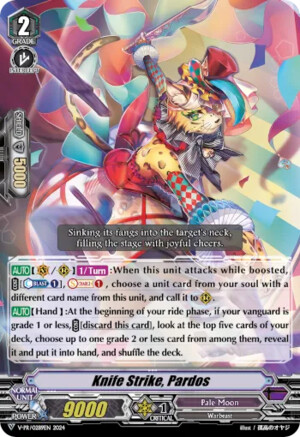 2
GRADE
INTERCEPT
SHIELD 5000
Sinking its fangs into the target's neck,
filling the stage with joyful cheers.
AUTO【 / 】1/Turn :When this unit attacks while boosted,
[ BLAST 1 ], CHARGE 1 , choose a unit card from your soul with a
different card name from this unit, and call it to .
AUTO【Hand】:At the beginning of your ride phase, if your vanguard is
grade 1 or less, [discard this card], look at the top five cards of your
deck, choose up to one grade 2 or less card from among them, reveal
it and put it into hand, and shuffle the deck.
Knife Strike, Pardos
NORMAL UNIT
POWER 9000
1
CRITICAL
Pale Moon
Warbeast
V-PR/0289EN 2024
illust /